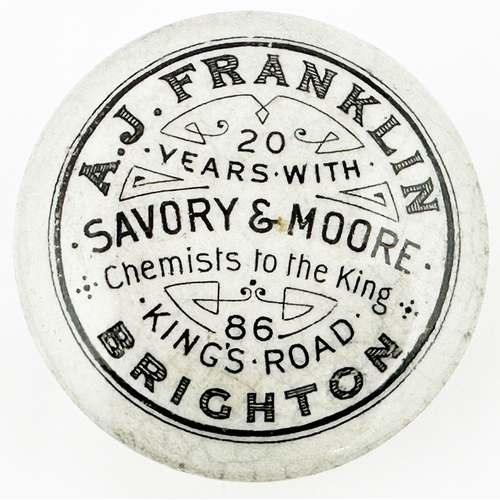 A.J. FRANKLIN
20
· YEARS · WITH ·
· SAVORY & MOORE ·
Chemists to the King
86
· KING'S · ROAD ·
BRIGHTON